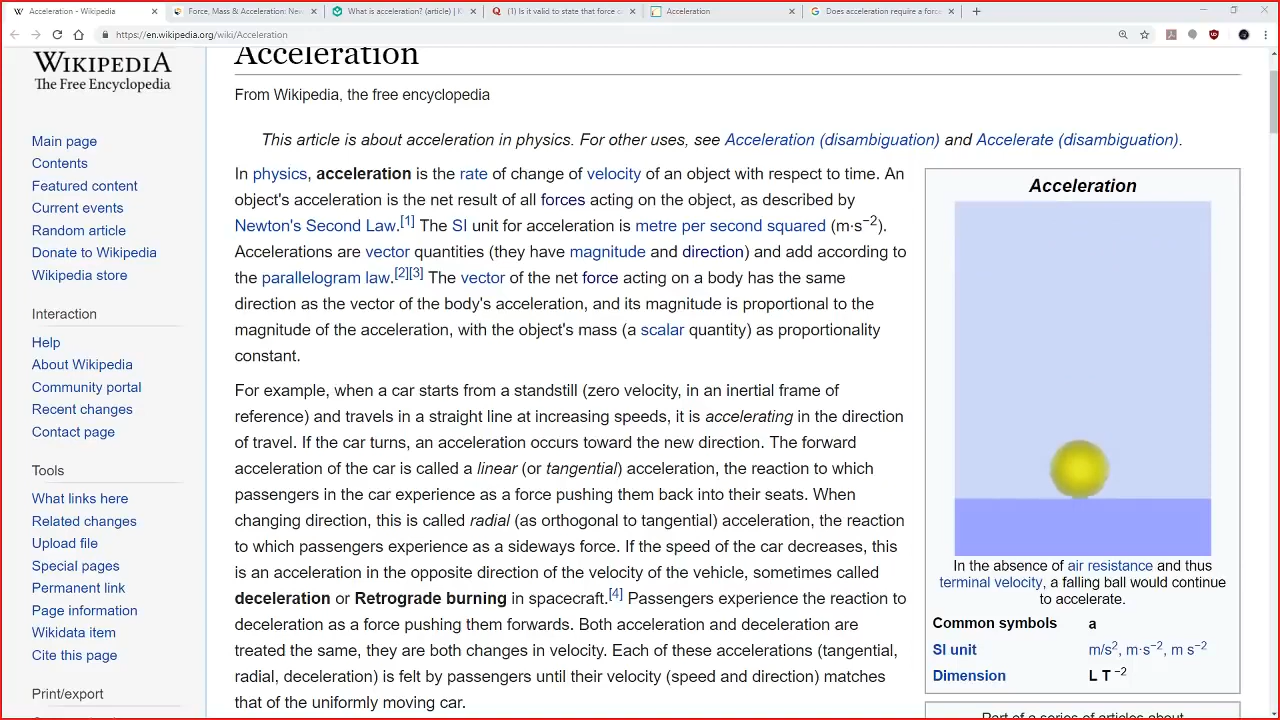 Acceleration - Wikipedia
Force, Mass & Acceleration: Ne
What is acceleration? (article) | K
(1) Is it valid to state that force c
Acceleration
Does acceleration require a forc
https://en.wikipedia.org/wiki/Acceleration
WIKIPEDIA
The Free Encyclopedia
Main page
Contents
Featured content
Current events
Random article
Donate to Wikipedia
Wikipedia store
Interaction
Help
About Wikipedia
Community portal
Recent changes
Contact page
Tools
What links here
Related changes
Upload file
Special pages
Permanent link
Page information
Wikidata item
Cite this page
Print/export
Acceleration
From Wikipedia, the free encyclopedia
This article is about acceleration in physics. For other uses, see Acceleration (disambiguation) and Accelerate (disambiguation).
In physics, acceleration is the rate of change of velocity of an object with respect to time. An
object's acceleration is the net result of all forces acting on the object, as described by
Newton's Second Law.[1] The SI unit for acceleration is metre per second squared (m·s−2).
Accelerations are vector quantities (they have magnitude and direction) and add according to
the parallelogram law.[2][3] The vector of the net force acting on a body has the same
direction as the vector of the body's acceleration, and its magnitude is proportional to the
magnitude of the acceleration, with the object's mass (a scalar quantity) as proportionality
constant.
For example, when a car starts from a standstill (zero velocity, in an inertial frame of
reference) and travels in a straight line at increasing speeds, it is accelerating in the direction
of travel. If the car turns, an acceleration occurs toward the new direction. The forward
acceleration of the car is called a linear (or tangential) acceleration, the reaction to which
passengers in the car experience as a force pushing them back into their seats. When
changing direction, this is called radial (as orthogonal to tangential) acceleration, the reaction
to which passengers experience as a sideways force. If the speed of the car decreases, this
is an acceleration in the opposite direction of the velocity of the vehicle, sometimes called
deceleration or Retrograde burning in spacecraft.[4] Passengers experience the reaction to
deceleration as a force pushing them forwards. Both acceleration and deceleration are
treated the same, they are both changes in velocity. Each of these accelerations (tangential,
radial, deceleration) is felt by passengers until their velocity (speed and direction) matches
that of the uniformly moving car.
Acceleration
In the absence of air resistance and thus
terminal velocity, a falling ball would continue
to accelerate.
Common symbols a
SI unit m/s2, m·s−2, m s−2
Dimension L T −2
Part of a series of articles about